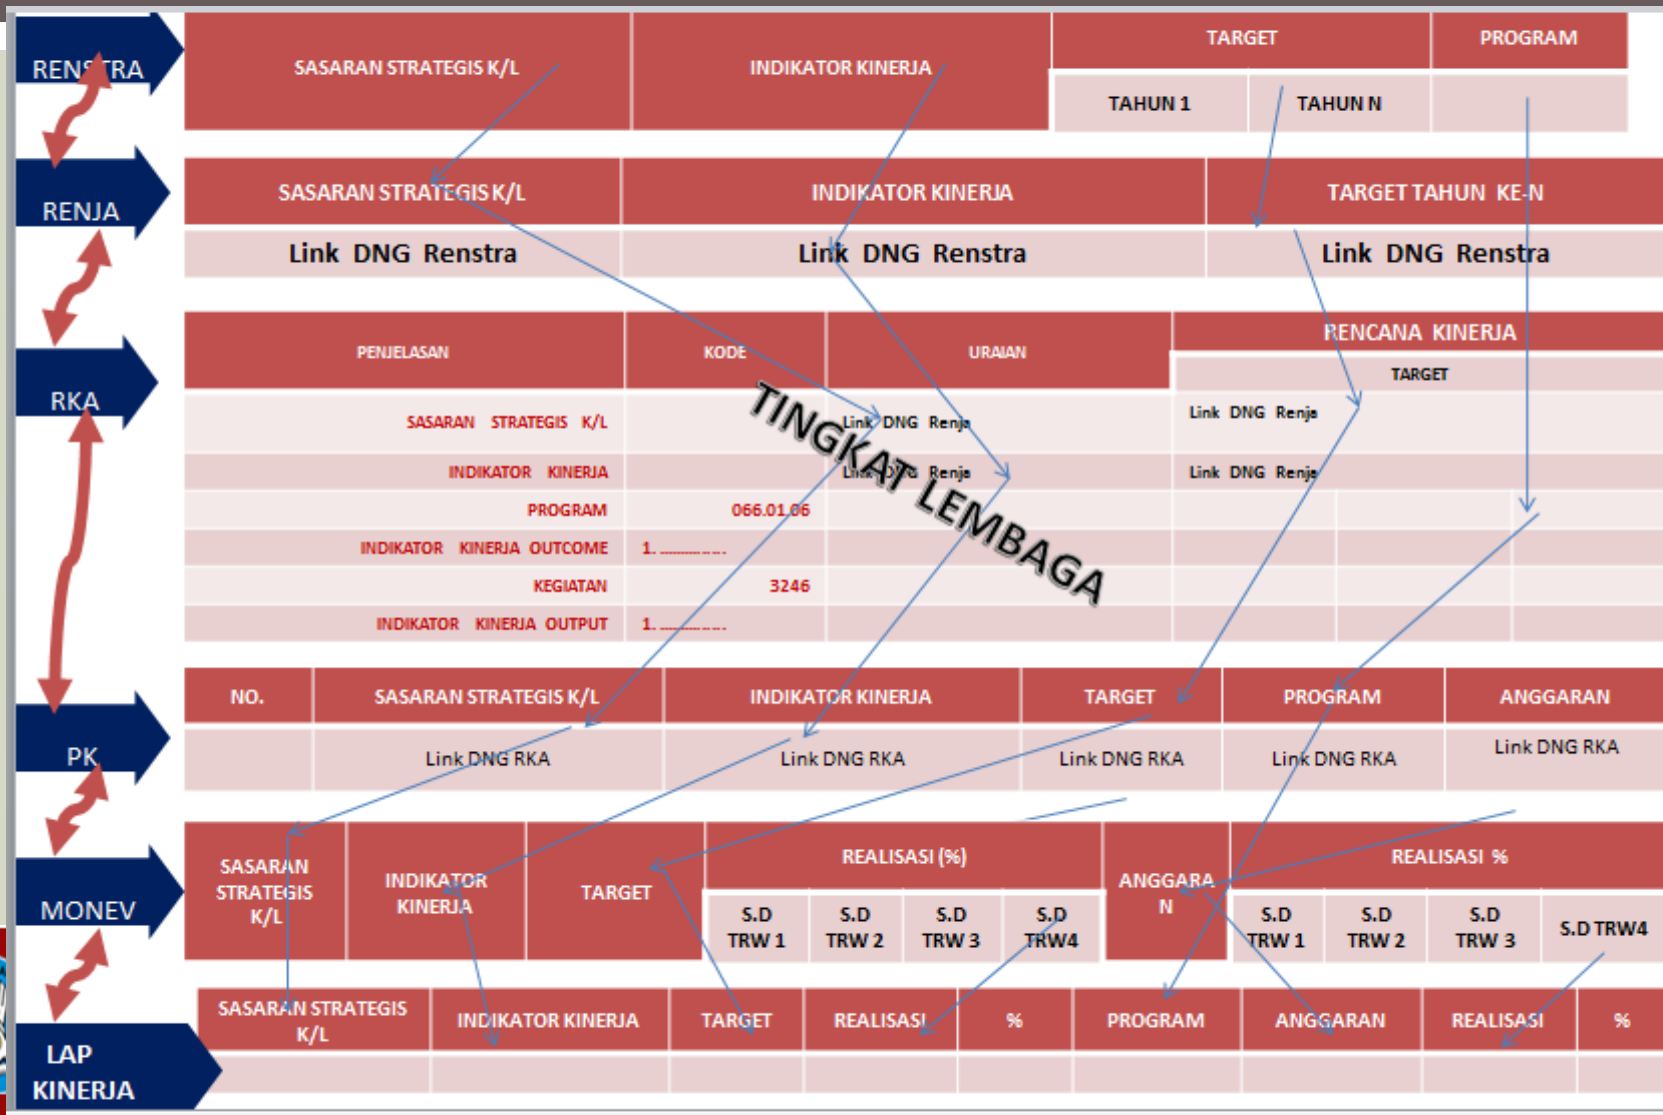 RENSTRA
SASARAN STRATEGIS K/L
INDIKATOR KINERJA
TARGET
PROGRAM
TAHUN 1
TAHUN N
RENJA
SASARAN STRATEGIS K/L
INDIKATOR KINERJA
TARGET TAHUN KE-N
Link DNG Renstra
Link DNG Renstra
Link DNG Renstra
RKA
PENJELASAN
KODE
URAIAN
RENCANA KINERJA
TARGET
SASARAN STRATEGIS K/L
Link DNG Renja
Link DNG Renja
INDIKATOR KINERJA
Link DNG Renja
Link DNG Renja
PROGRAM
066.01.06
INDIKATOR KINERJA OUTCOME
1. ..................
KEGIATAN
3246
INDIKATOR KINERJA OUTPUT
1. ..................
TINGKAT LEMBAGA
PK
NO.
SASARAN STRATEGIS K/L
INDIKATOR KINERJA
TARGET
PROGRAM
ANGGARAN
Link DNG RKA
Link DNG RKA
Link DNG RKA
Link DNG RKA
Link DNG RKA
MONEV
SASARAN
STRATEGIS
K/L
INDIKATOR
KINERJA
TARGET
REALISASI (%)
S.D
TRW 1
S.D
TRW 2
S.D
TRW 3
S.D
TRW4
ANGGARA
N
REALISASI %
S.D
TRW 1
S.D
TRW 2
S.D
TRW 3
S.D TRW4
LAP
KINERJA
SASARAN STRATEGIS
K/L
INDIKATOR KINERJA
TARGET
REALISASI
%
PROGRAM
ANGGARAN
REALISASI
%